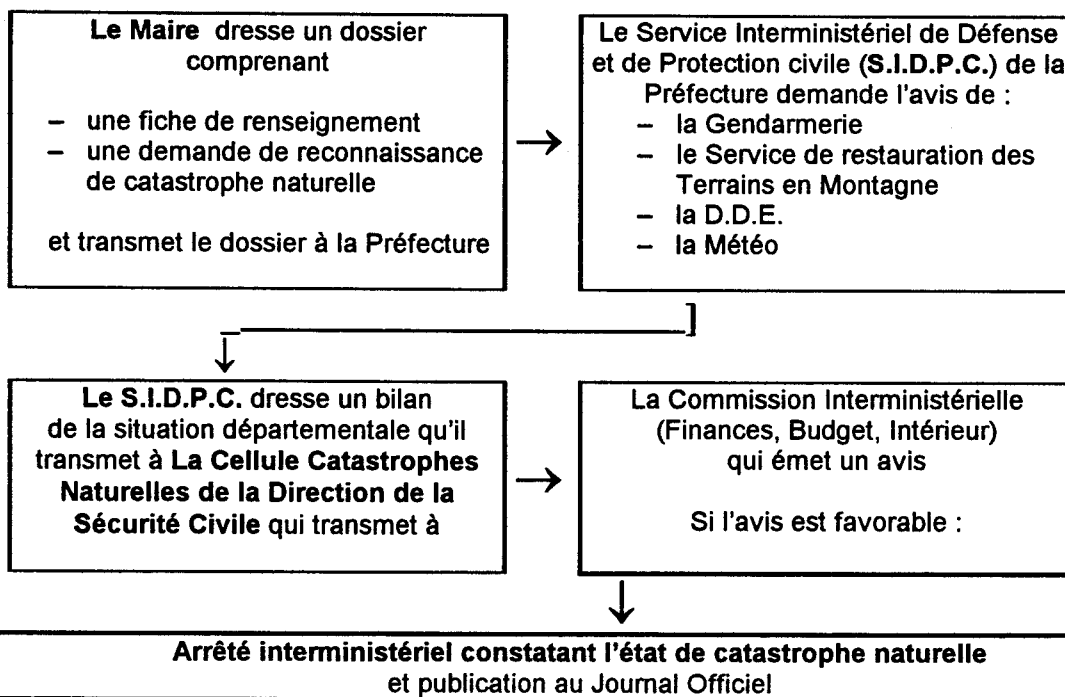 Le Maire dresse un dossier
comprenant
– une fiche de renseignement
– une demande de reconnaissance
de catastrophe naturelle
et transmet le dossier à la Préfecture
Le Service Interministériel de Défense
et de Protection civile (S.I.D.P.C.) de la
Préfecture demande l'avis de :
– la Gendarmerie
– le Service de restauration des
Terrains en Montagne
– la D.D.E.
– la Météo
Le S.I.D.P.C. dresse un bilan
de la situation départementale qu'il
transmet à La Cellule Catastrophes
Naturelles de la Direction de la
Sécurité Civile qui transmet à
La Commission Interministérielle
(Finances, Budget, Intérieur)
qui émet un avis
Si l'avis est favorable :
Arrêté interministériel constatant l'état de catastrophe naturelle
et publication au Journal Officiel